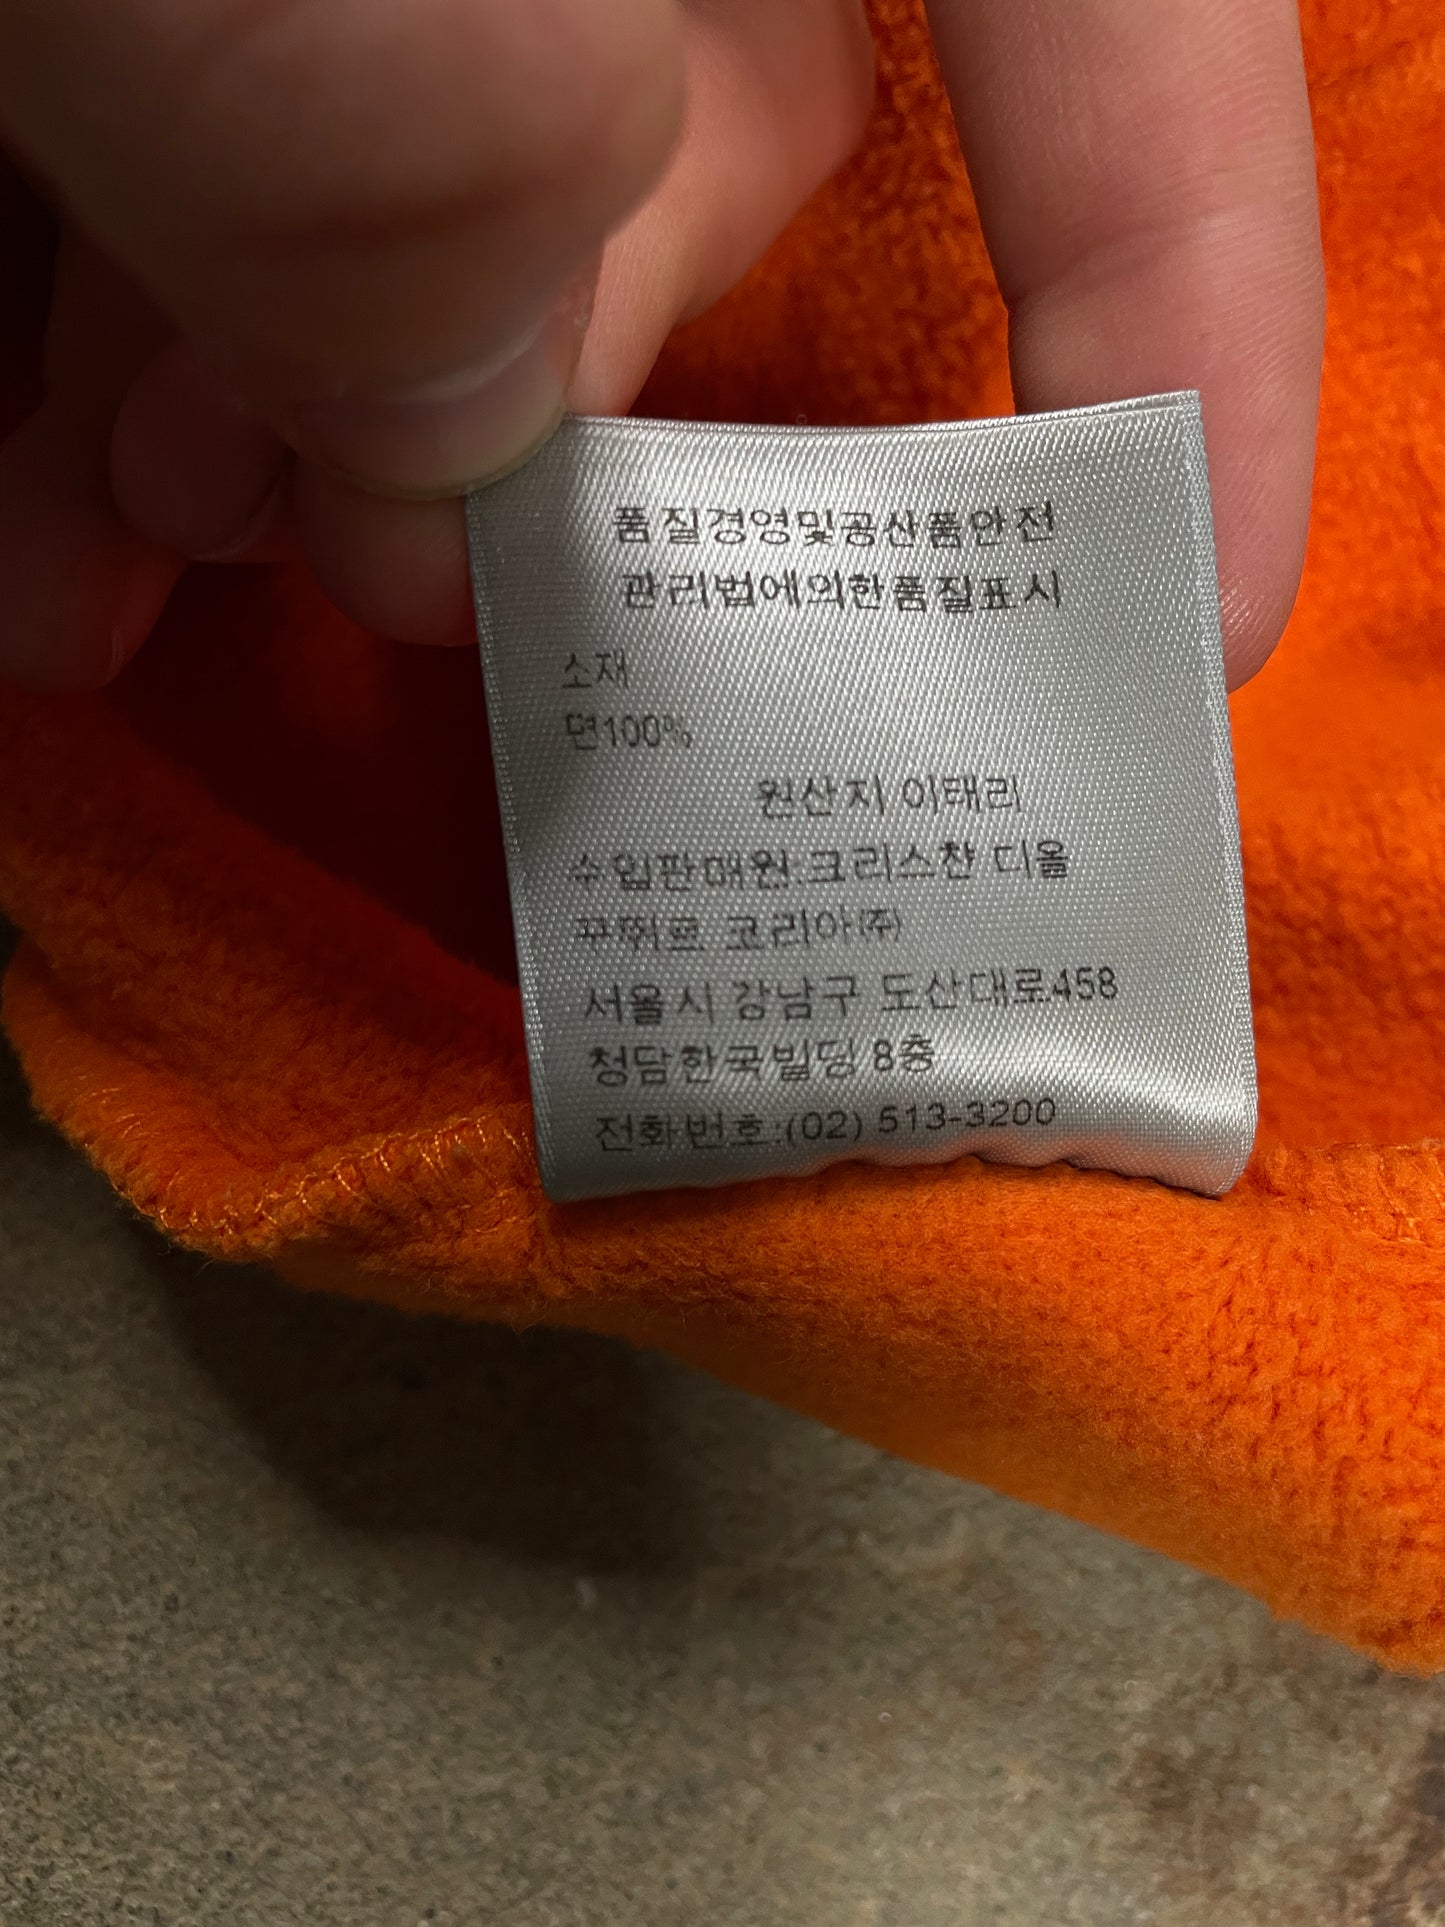 품질경영및공산품안전
관리법에의한품질표시
소재
면100%
원산지 이태리
수입판매원:크리스챤 디올
꾸뛰르 코리아(주)
서울시 강남구 도산대로458
청담한국빌딩 8층
전화번호:(02) 513-3200